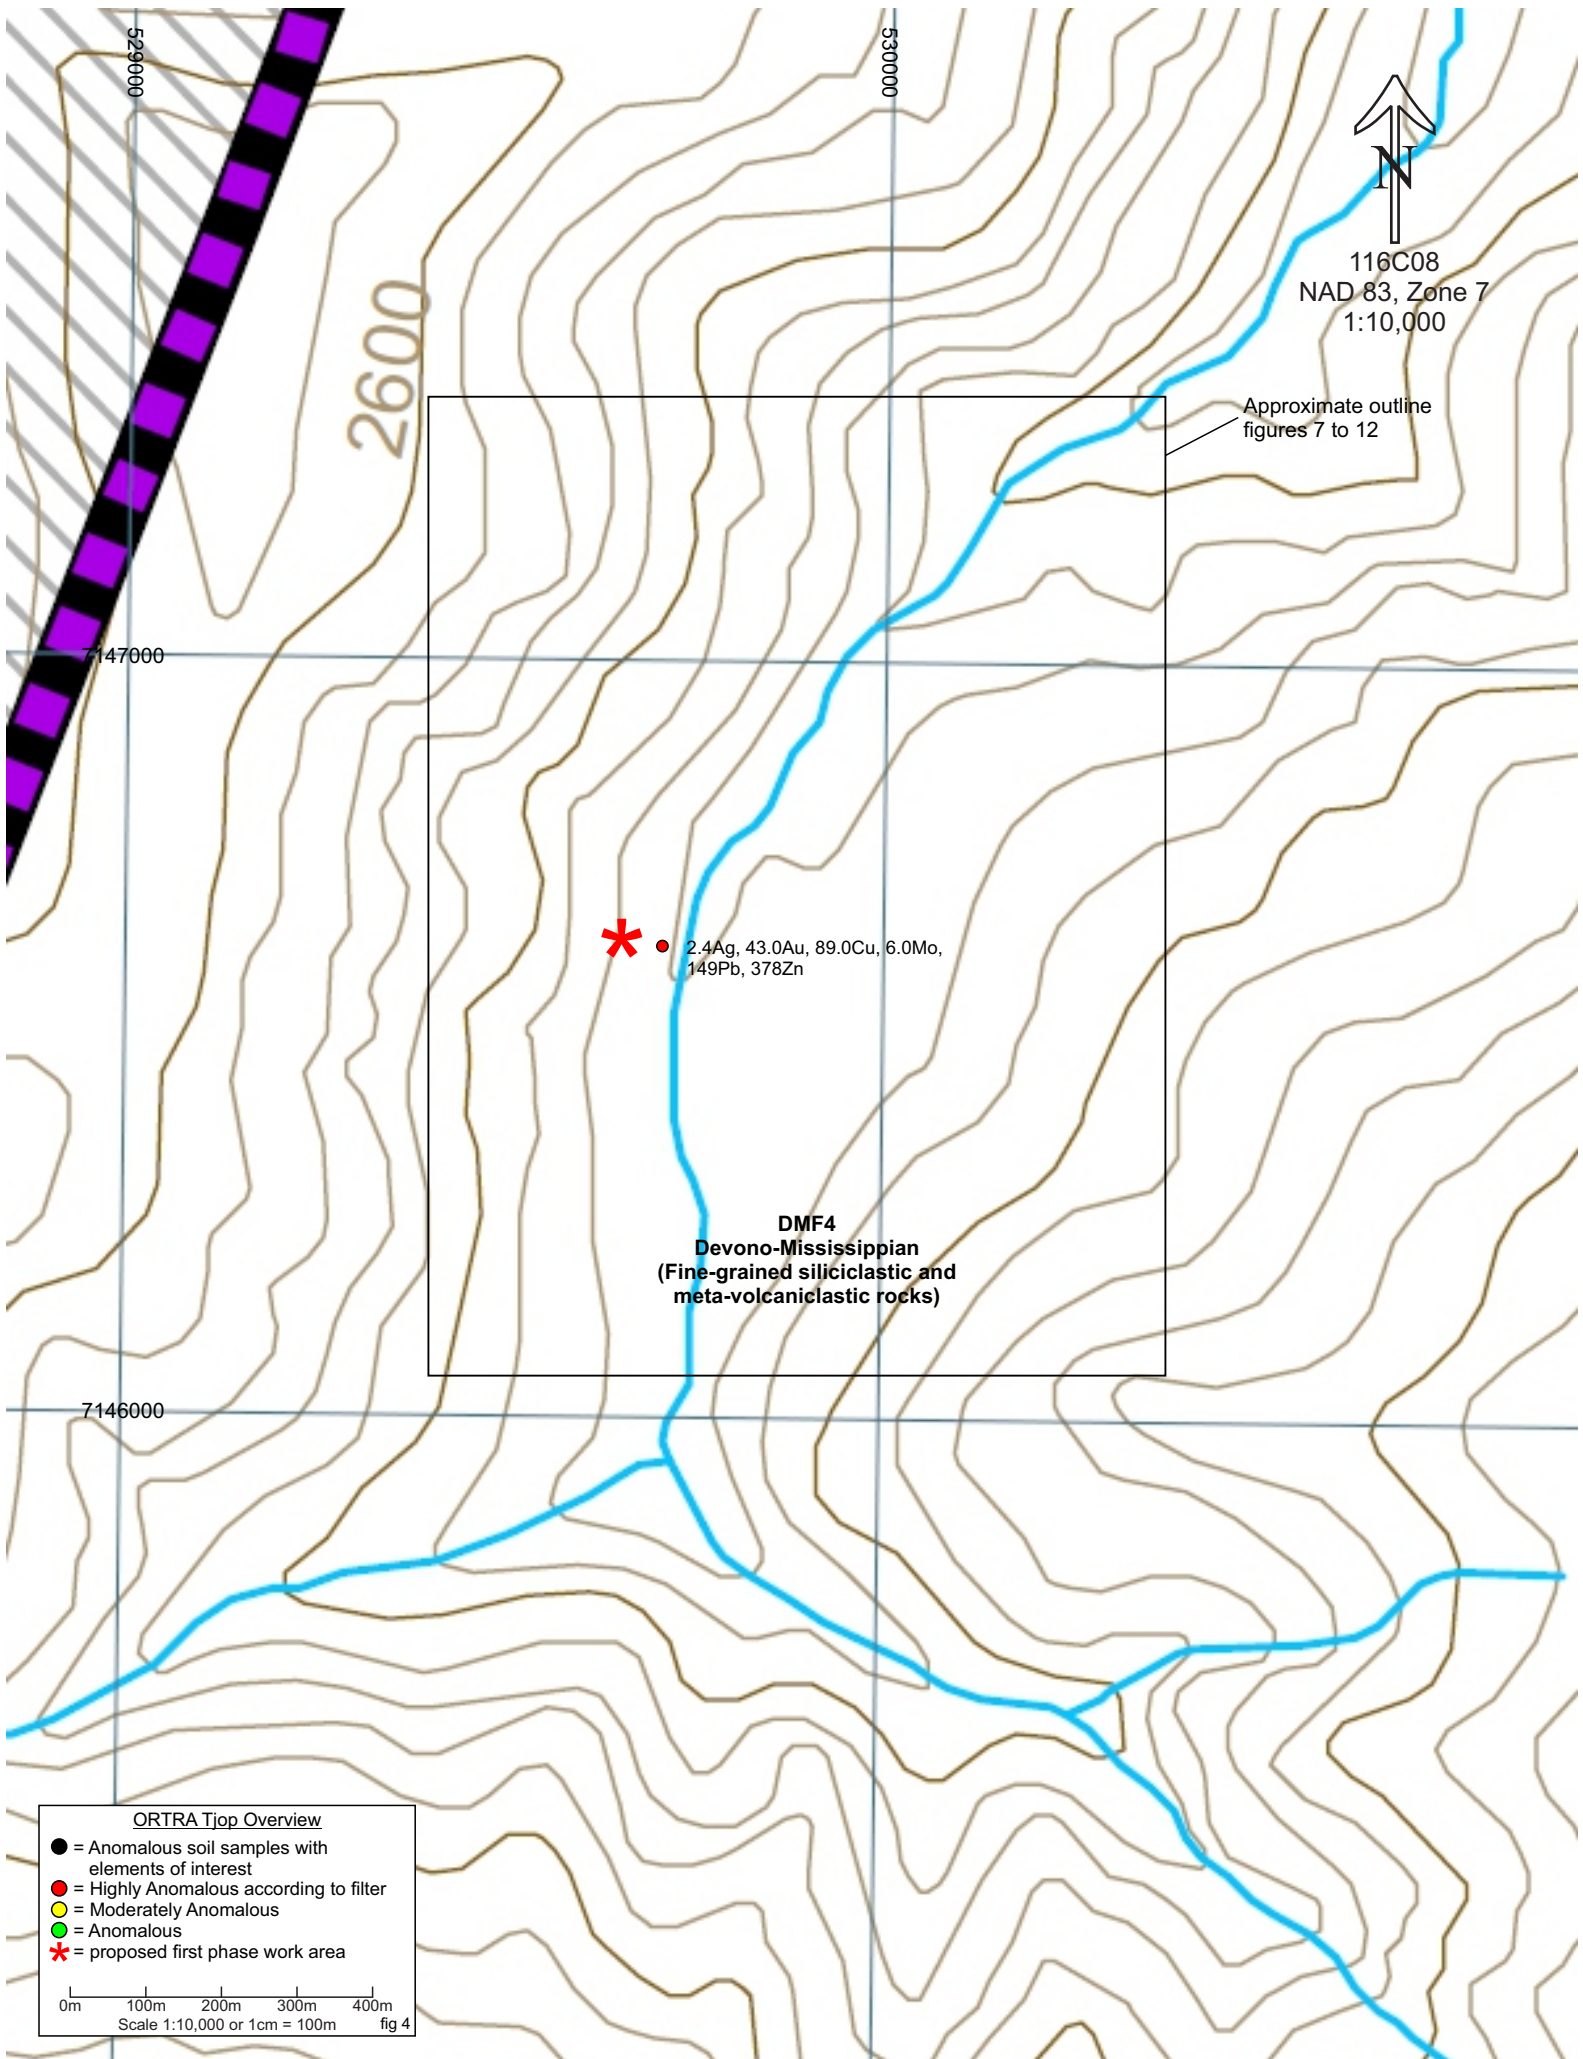 529000
530000
N
116C08
NAD 83, Zone 7
1:10,000
2600
Approximate outline
figures 7 to 12
7147000
2.4Ag, 43.0Au, 89.0Cu, 6.0Mo,
149Pb, 378Zn
DMF4
Devono-Mississippian
(Fine-grained siliciclastic and
meta-volcaniclastic rocks)
7146000
ORTRA Tjop Overview
= Anomalous soil samples with
elements of interest
= Highly Anomalous according to filter
= Moderately Anomalous
= Anomalous
* = proposed first phase work area
0m 100m 200m 300m 400m
Scale 1:10,000 or 1cm = 100m fig 4